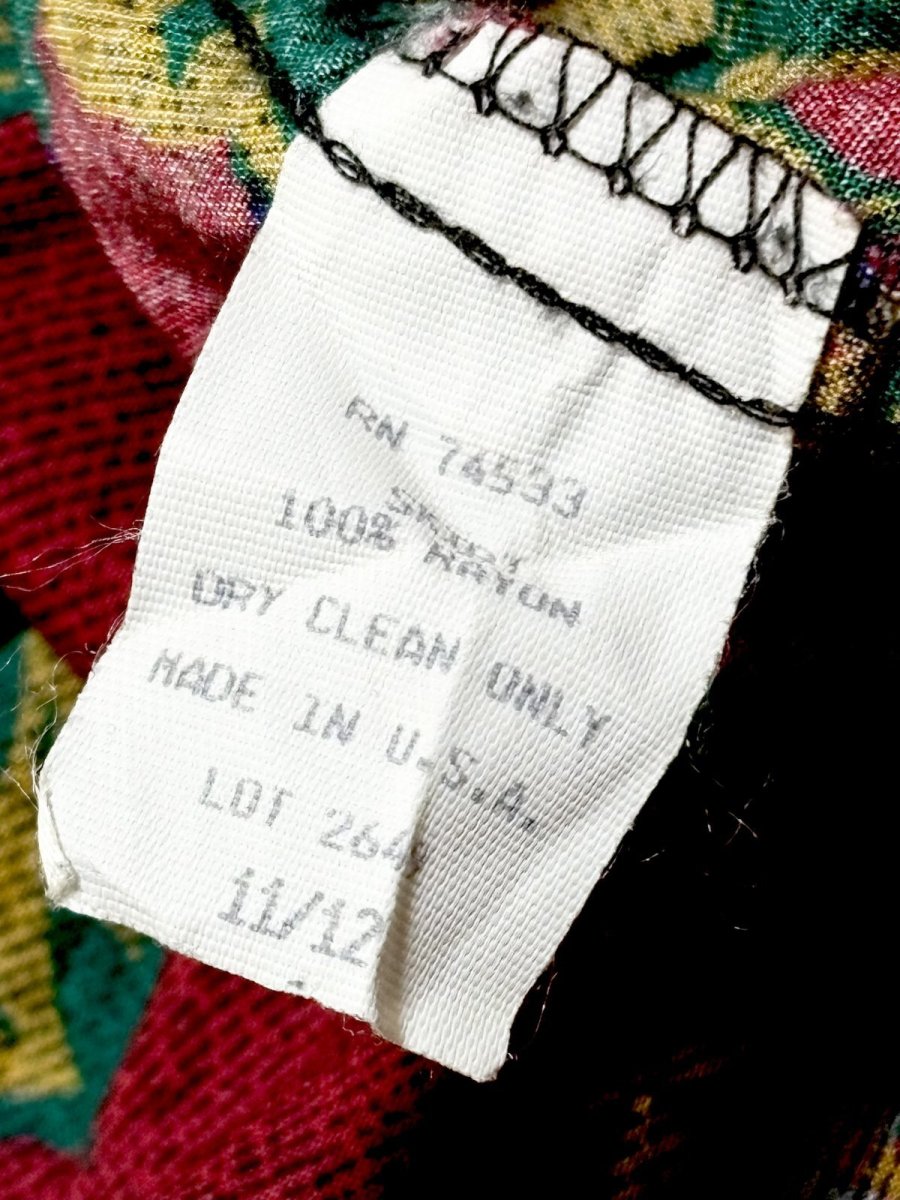 RN 74533
100% RAYON
DRY CLEAN ONLY
MADE IN U.S.A.
LOT 264
11/12